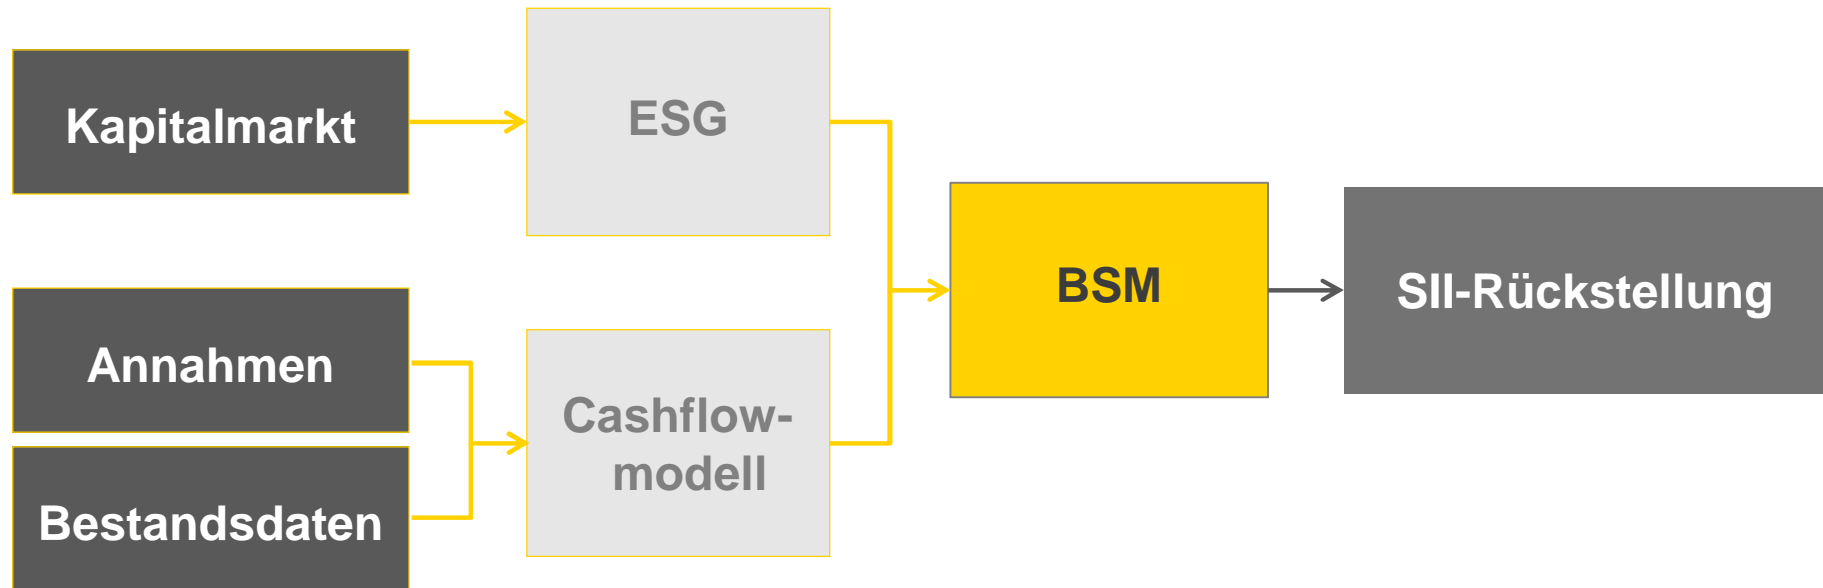 Kapitalmarkt
ESG
Annahmen
Bestandsdaten
Cashflow-
modell
BSM
SII-Rückstellung